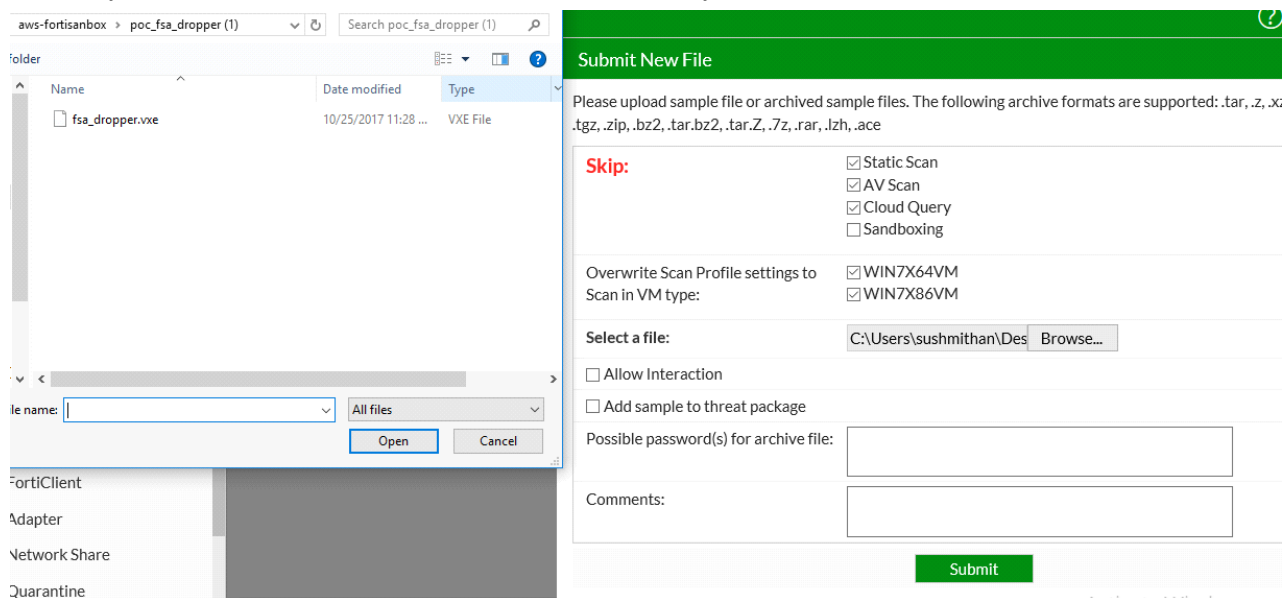 aws-fortisanbox > poc_fsa_dropper (1)
Search poc_fsa_dropper (1)
folder
Name
Date modified
Type
fsa_dropper.vxe
10/25/2017 11:28 ...
VXE File
ile name:
All files
Open
Cancel
FortiClient
Adapter
Network Share
Quarantine
Submit New File
Please upload sample file or archived sample files. The following archive formats are supported: .tar, .z, .xz
.tgz, .zip, .bz2, .tar.bz2, .tar.Z, .7z, .rar, .lzh, .ace
Skip:
Static Scan
AV Scan
Cloud Query
Sandboxing
Overwrite Scan Profile settings to
Scan in VM type:
WIN7X64VM
WIN7X86VM
Select a file:
C:\Users\sushmithan\Des
Browse...
Allow Interaction
Add sample to threat package
Possible password(s) for archive file:
Comments:
Submit